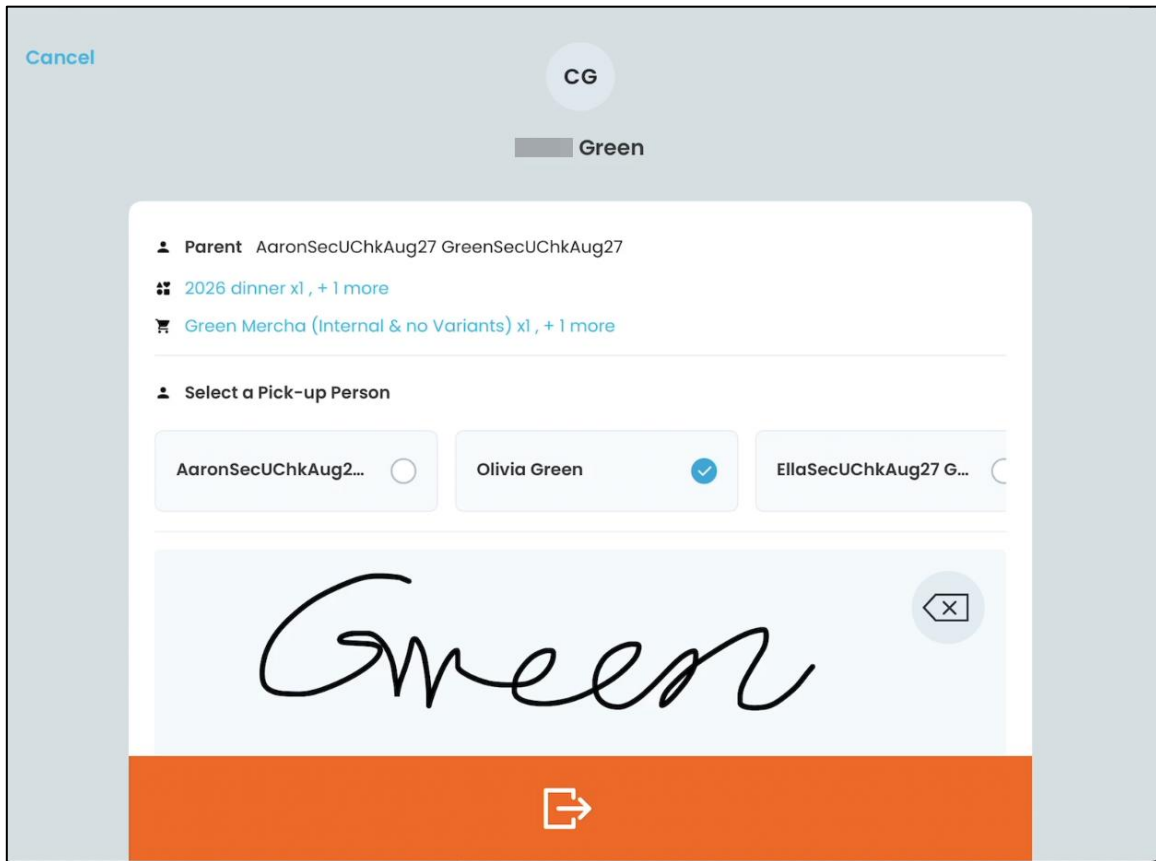 Cancel
CG
Green
Parent AaronSecUChkAug27 GreenSecUChkAug27
2026 dinner x1 , + 1 more
Green Mercha (Internal & no Variants) x1 , + 1 more
Select a Pick-up Person
AaronSecUChkAug2... Olivia Green EllaSecUChkAug27 G...
Green